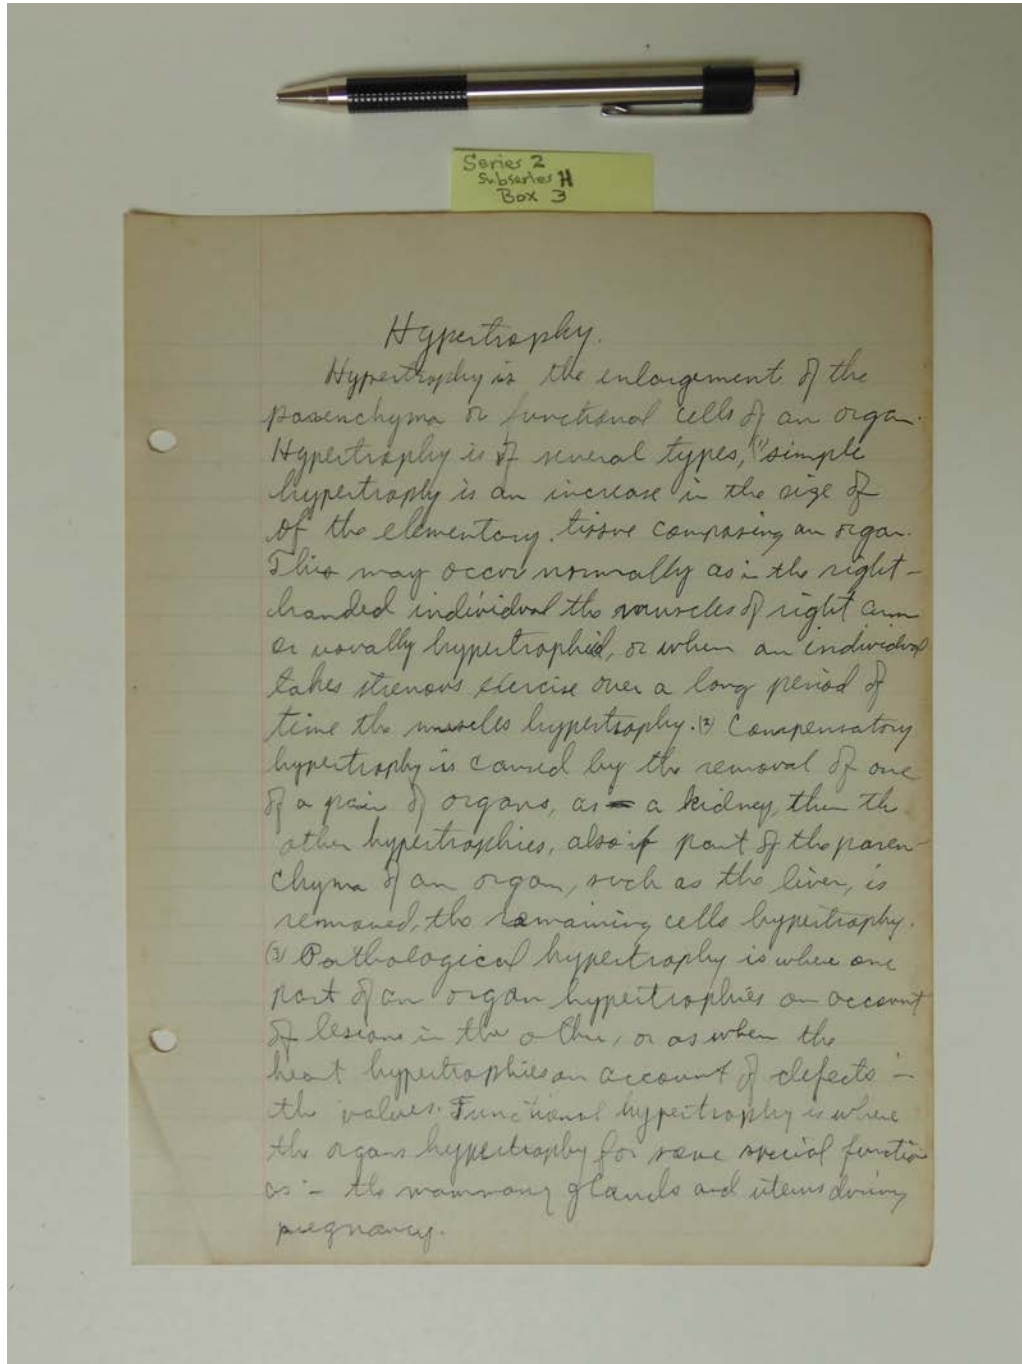 Series 2
Subseries H
Box 3
Hypertrophy.
Hypertrophy is the enlargement of the
parenchyma or functional cells of an organ.
Hypertrophy is of several types, (1) simple
hypertrophy is an increase in the size of
of the elementary tissue composing an organ.
This may occur normally as in the right-
handed individual the muscles of right arm
or usually hypertrophied, or when an individual
takes strenous exercise over a long period of
time the muscles hypertrophy. (2) Compensatory
hypertrophy is caused by the removal of one
of a pair of organs, as a kidney, then the
other hypertrophies, also if part of the paren-
chyma of an organ, such as the liver, is
removed, the remaining cells hypertrophy.
(3) Pathological hypertrophy is where one
part of an organ hypertrophies on account
of lesions in the other, or as when the
heart hypertrophies on account of defects in
the valves. Functional hypertrophy is where
the organs hypertrophy for some special function
as in the mammary glands and uterus during
pregnancy.